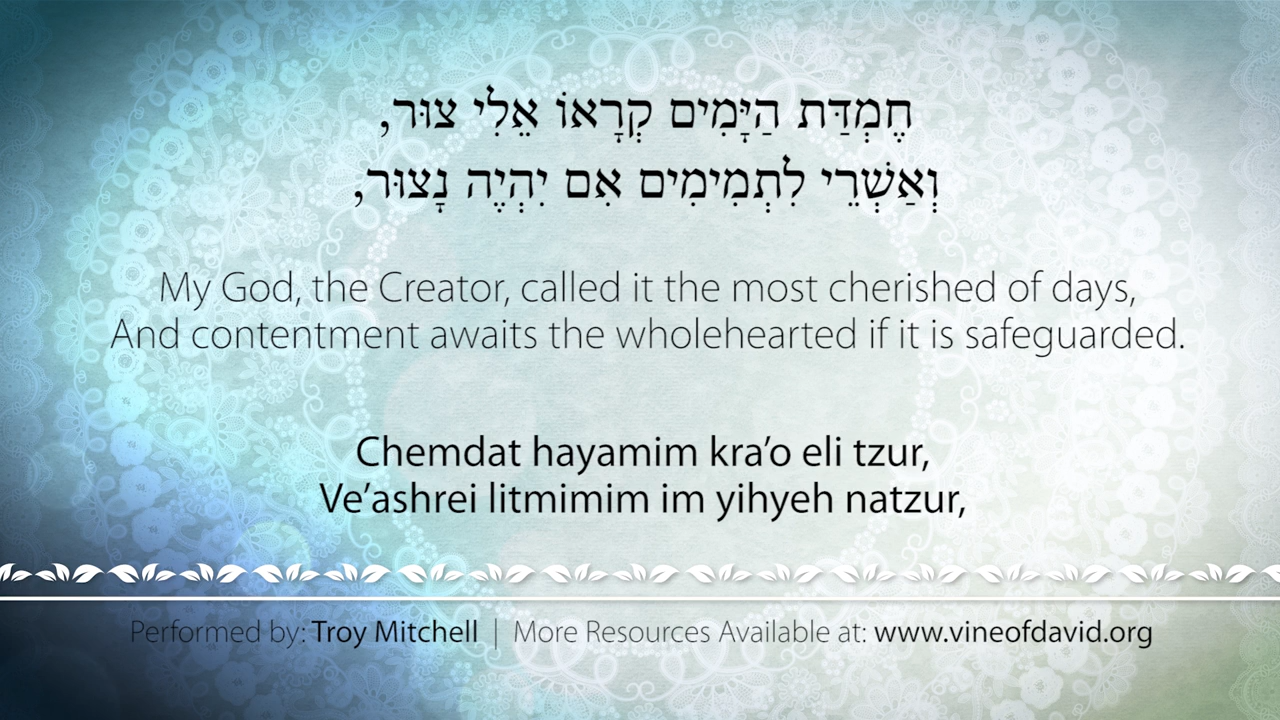 חֶמְדַּת הַיָּמִים קְרָאוֹ אֵלִי צוּר,
וְאַשְׁרֵי לִתְמִימִים אִם יִהְיֶה נָצוּר,
My God, the Creator, called it the most cherished of days,
And contentment awaits the wholehearted if it is safeguarded.
Chemdat hayamim kra’o eli tzur,
Ve’ashrei litmimim im yihyeh natzur,
Performed by: Troy Mitchell | More Resources Available at: www.vineofdavid.org